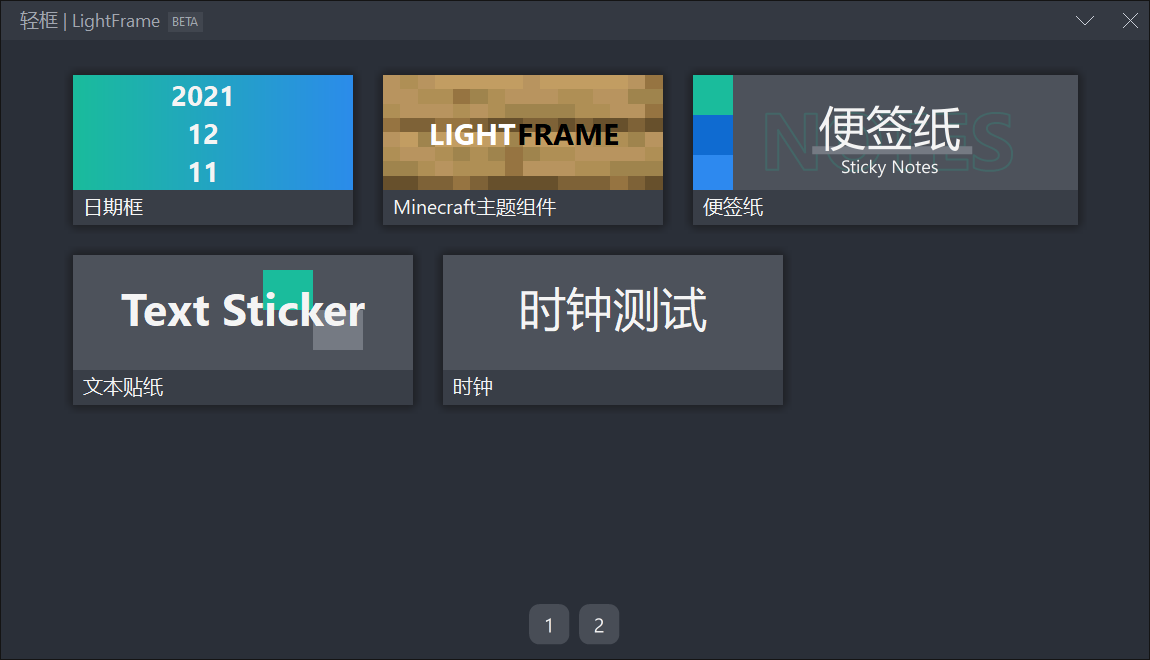 轻框 | LightFrame BETA
2021
12
11
日期框
LIGHTFRAME
Minecraft主题组件
NOTES
便签纸
Sticky Notes
便签纸
Text Sticker
文本贴纸
时钟测试
时钟
1 2